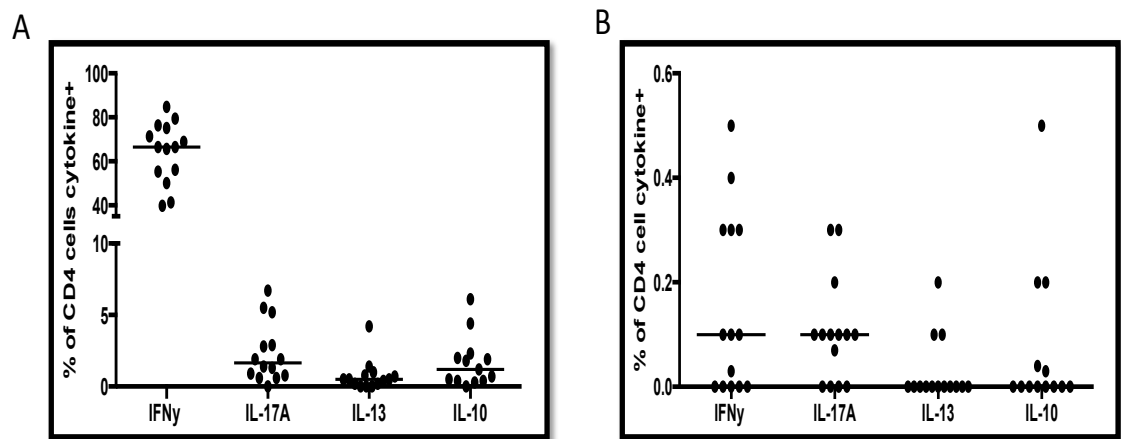 A
% of CD4 cells cytokine+
100
80
60
40
10
5
0
IFNy
IL-17A
IL-13
IL-10
B
% of CD4 cell cytokine+
0.6
0.4
0.2
0.0
IFNy
IL-17A
IL-13
IL-10